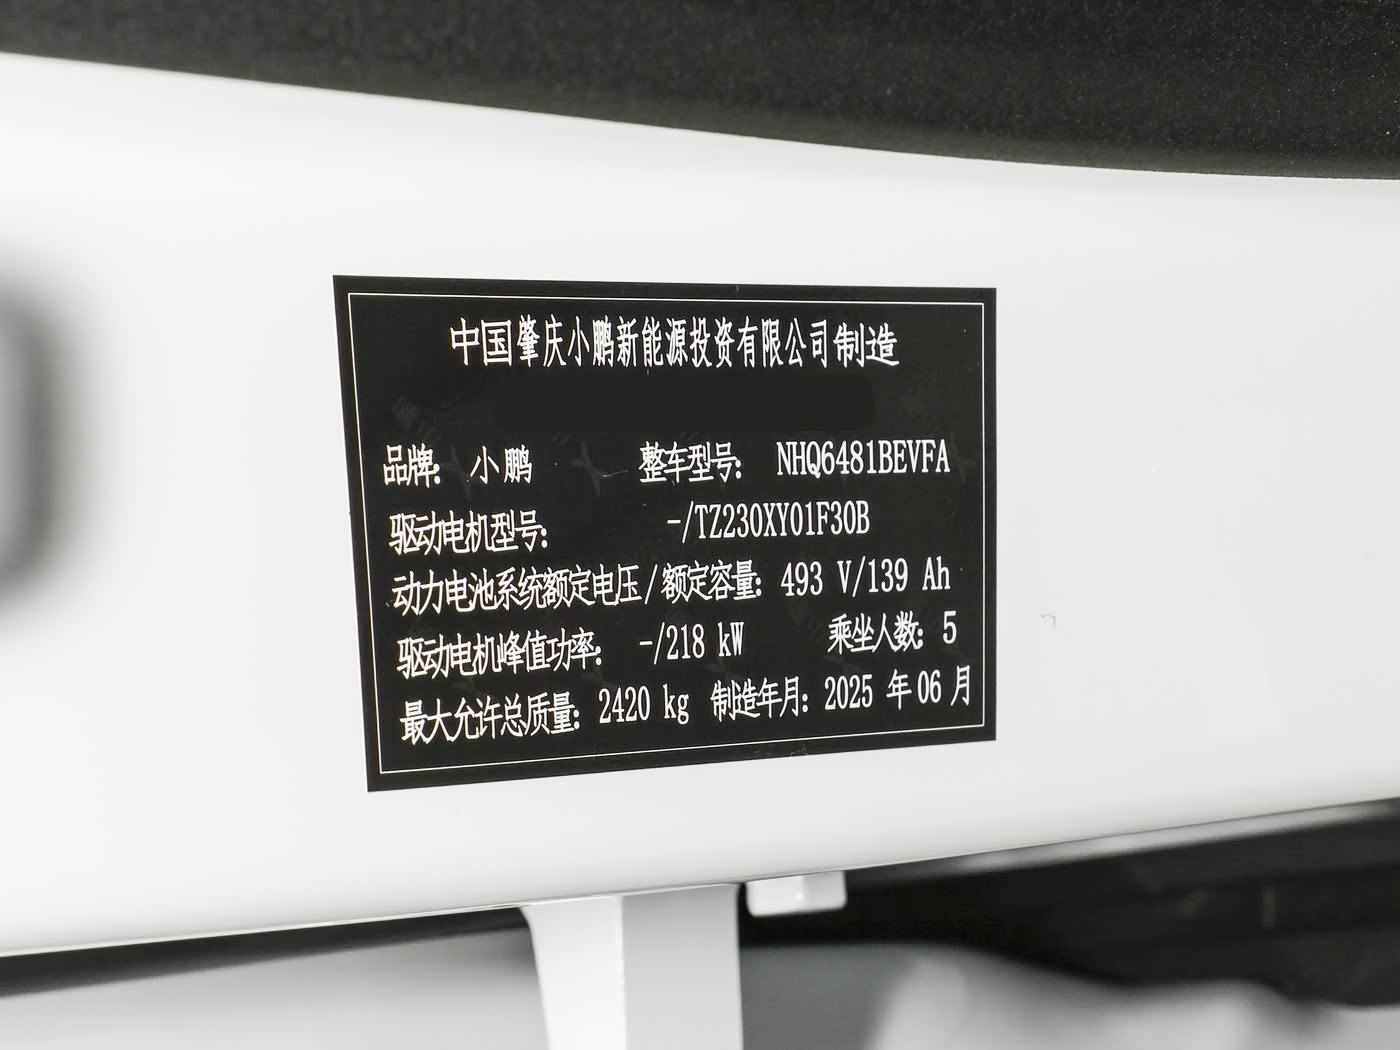 中国肇庆小鹏新能源投资有限公司制造
品牌: 小鹏 整车型号: NHQ6481BEVFA
驱动电机型号: -/TZ230XY01F30B
动力电池系统额定电压/额定容量: 493 V/139 Ah
驱动电机峰值功率: -/218 kW 乘坐人数: 5
最大允许总质量: 2420 kg 制造年月: 2025 年 06 月